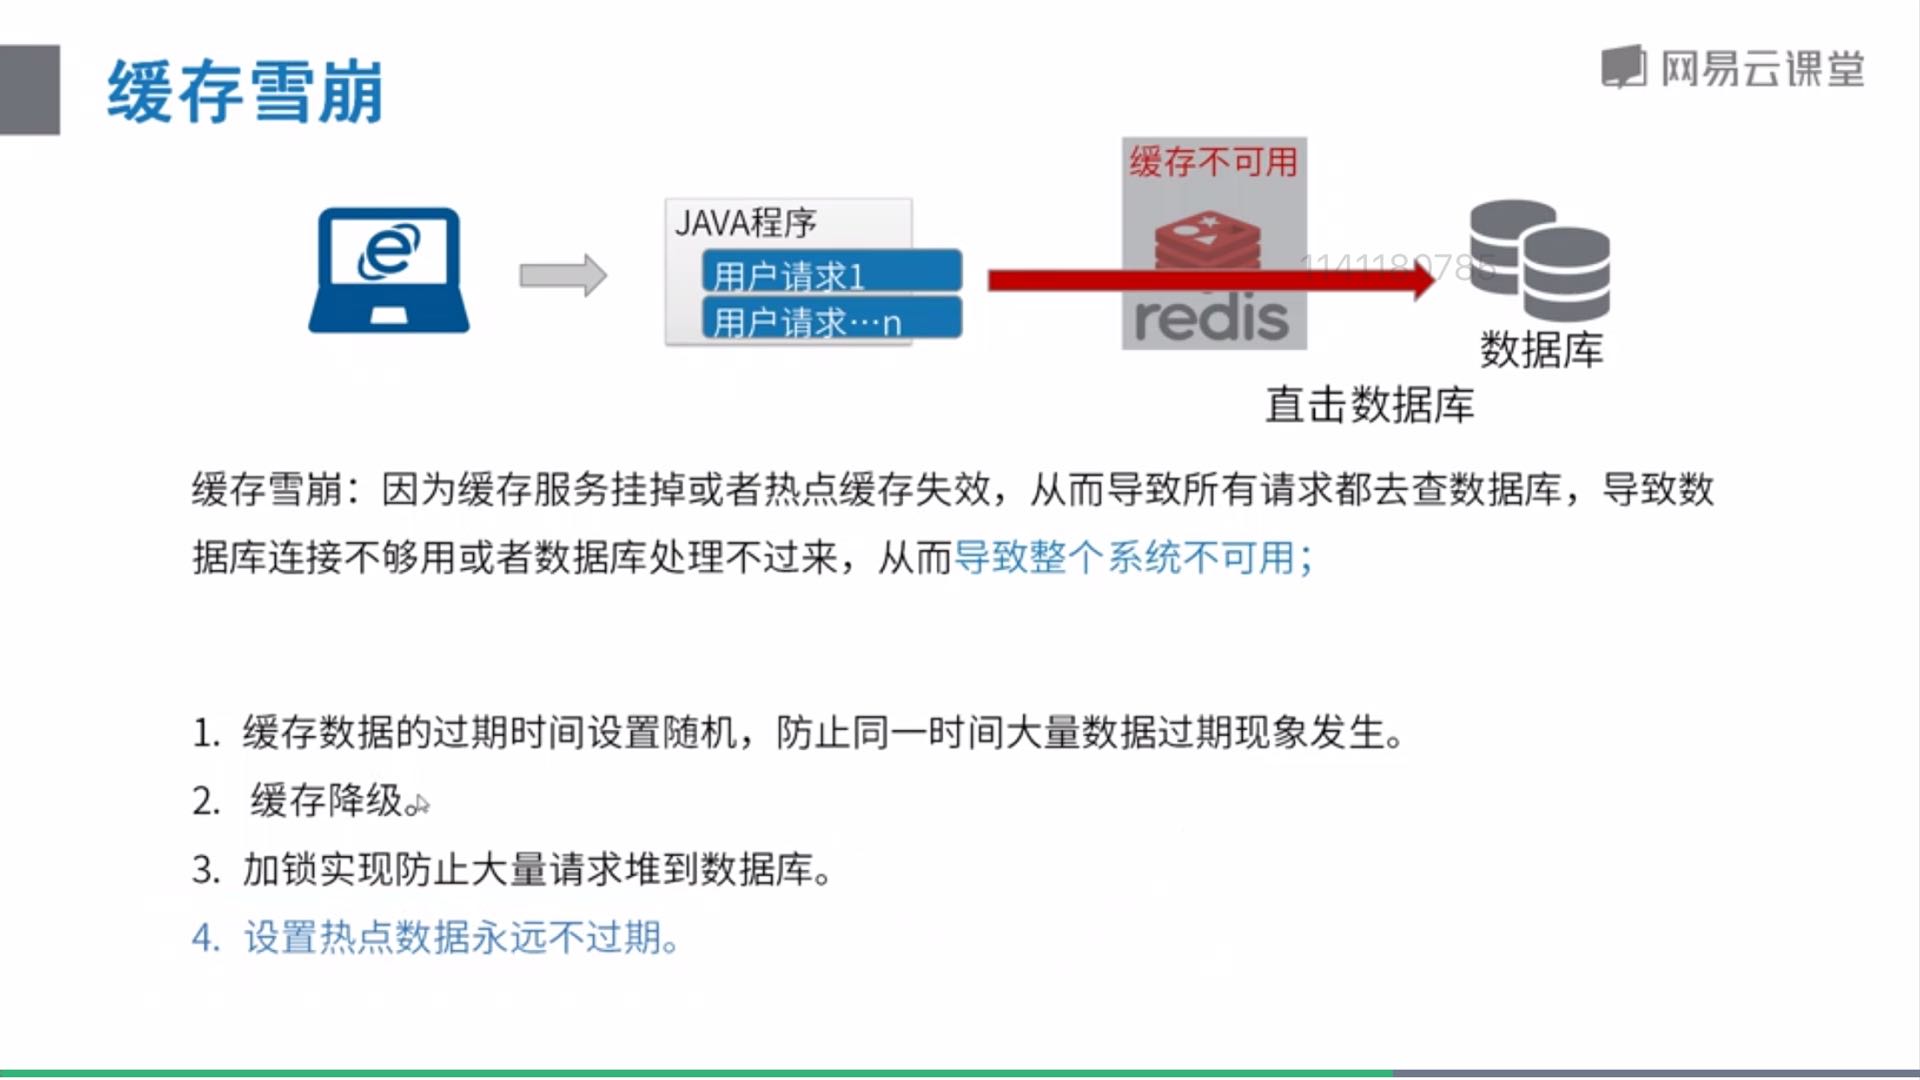 缓存雪崩
网易云课堂
缓存不可用
JAVA程序
用户请求1
用户请求…n
redis
1141180785
数据库
直击数据库
缓存雪崩：因为缓存服务挂掉或者热点缓存失效，从而导致所有请求都去查数据库，导致数
据库连接不够用或者数据库处理不过来，从而导致整个系统不可用；
1. 缓存数据的过期时间设置随机，防止同一时间大量数据过期现象发生。
2. 缓存降级。
3. 加锁实现防止大量请求堆到数据库。
4. 设置热点数据永远不过期。